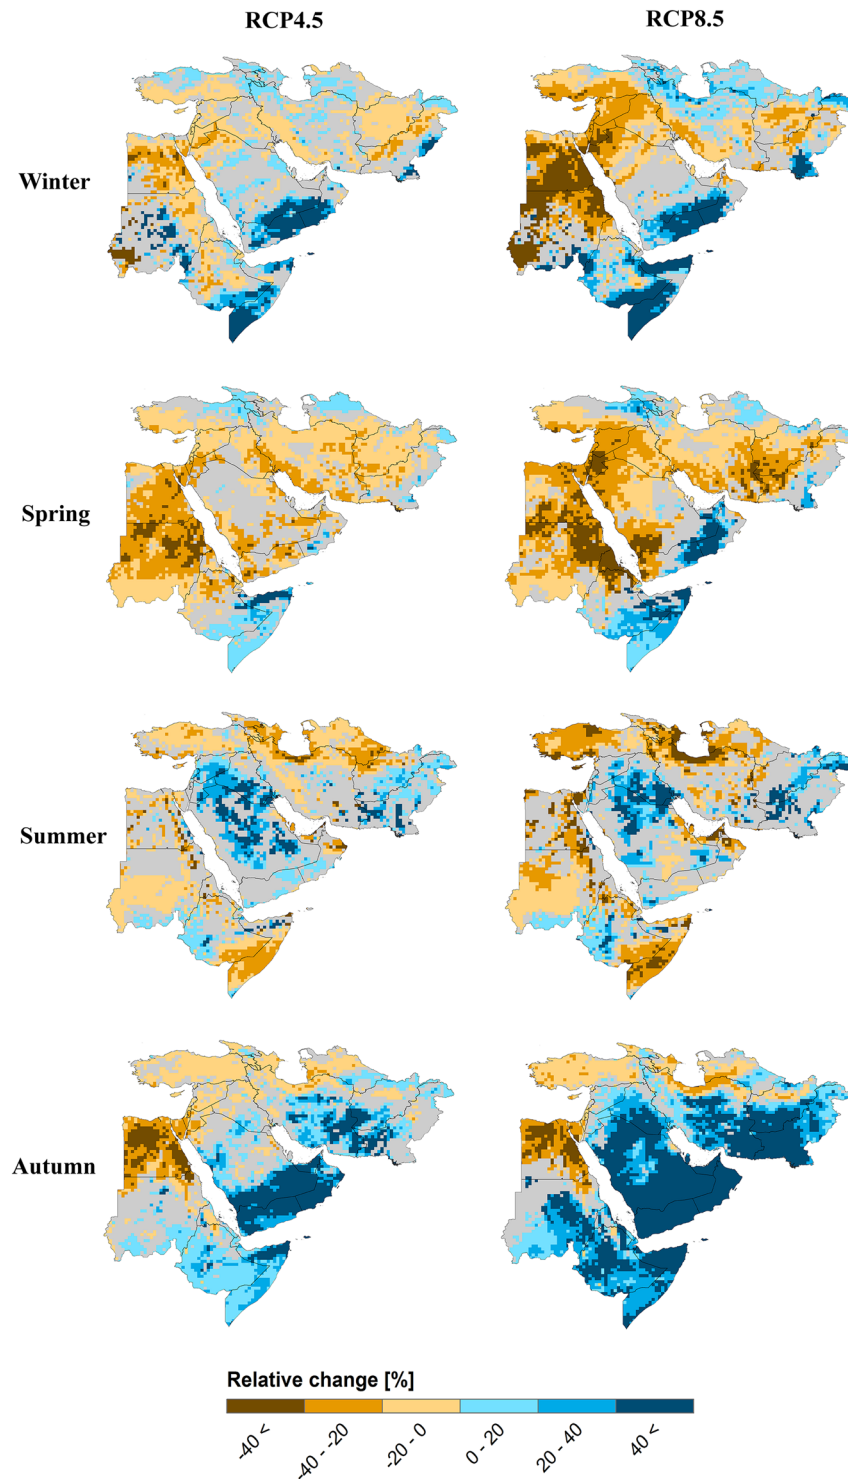 RCP4.5
RCP8.5
Winter
Spring
Summer
Autumn
Relative change [%]
-40 <
-40 - -20
-20 - 0
0 - 20
20 - 40
40 <